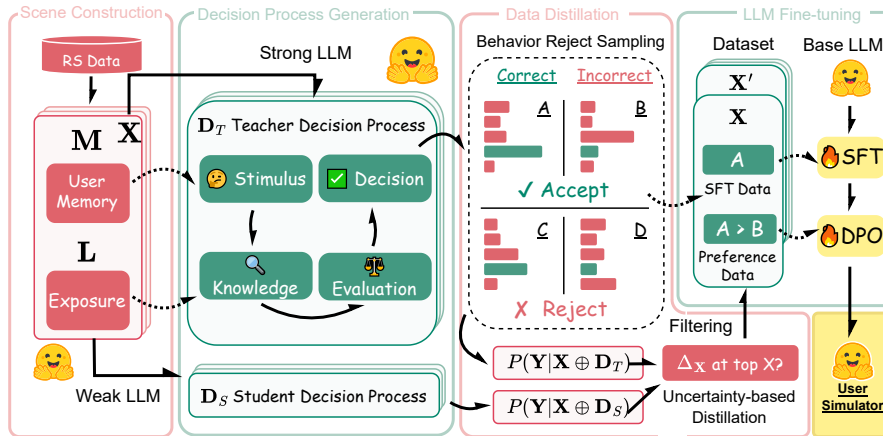 Scene Construction
Decision Process Generation
Data Distillation
LLM Fine-tuning
RS Data
Strong LLM
Behavior Reject Sampling
Dataset
Base LLM
Correct
Incorrect
X′
X
M
X
D_T Teacher Decision Process
A
B
User
Memory
Stimulus
Decision
A
SFT
SFT Data
Accept
L
C
D
A > B
DPO
Preference
Data
Exposure
Knowledge
Evaluation
Reject
Filtering
P(Y|X ⊕ D_T)
Δ_X at top X?
Weak LLM
D_S Student Decision Process
P(Y|X ⊕ D_S)
Uncertainty-based
Distillation
User
Simulator